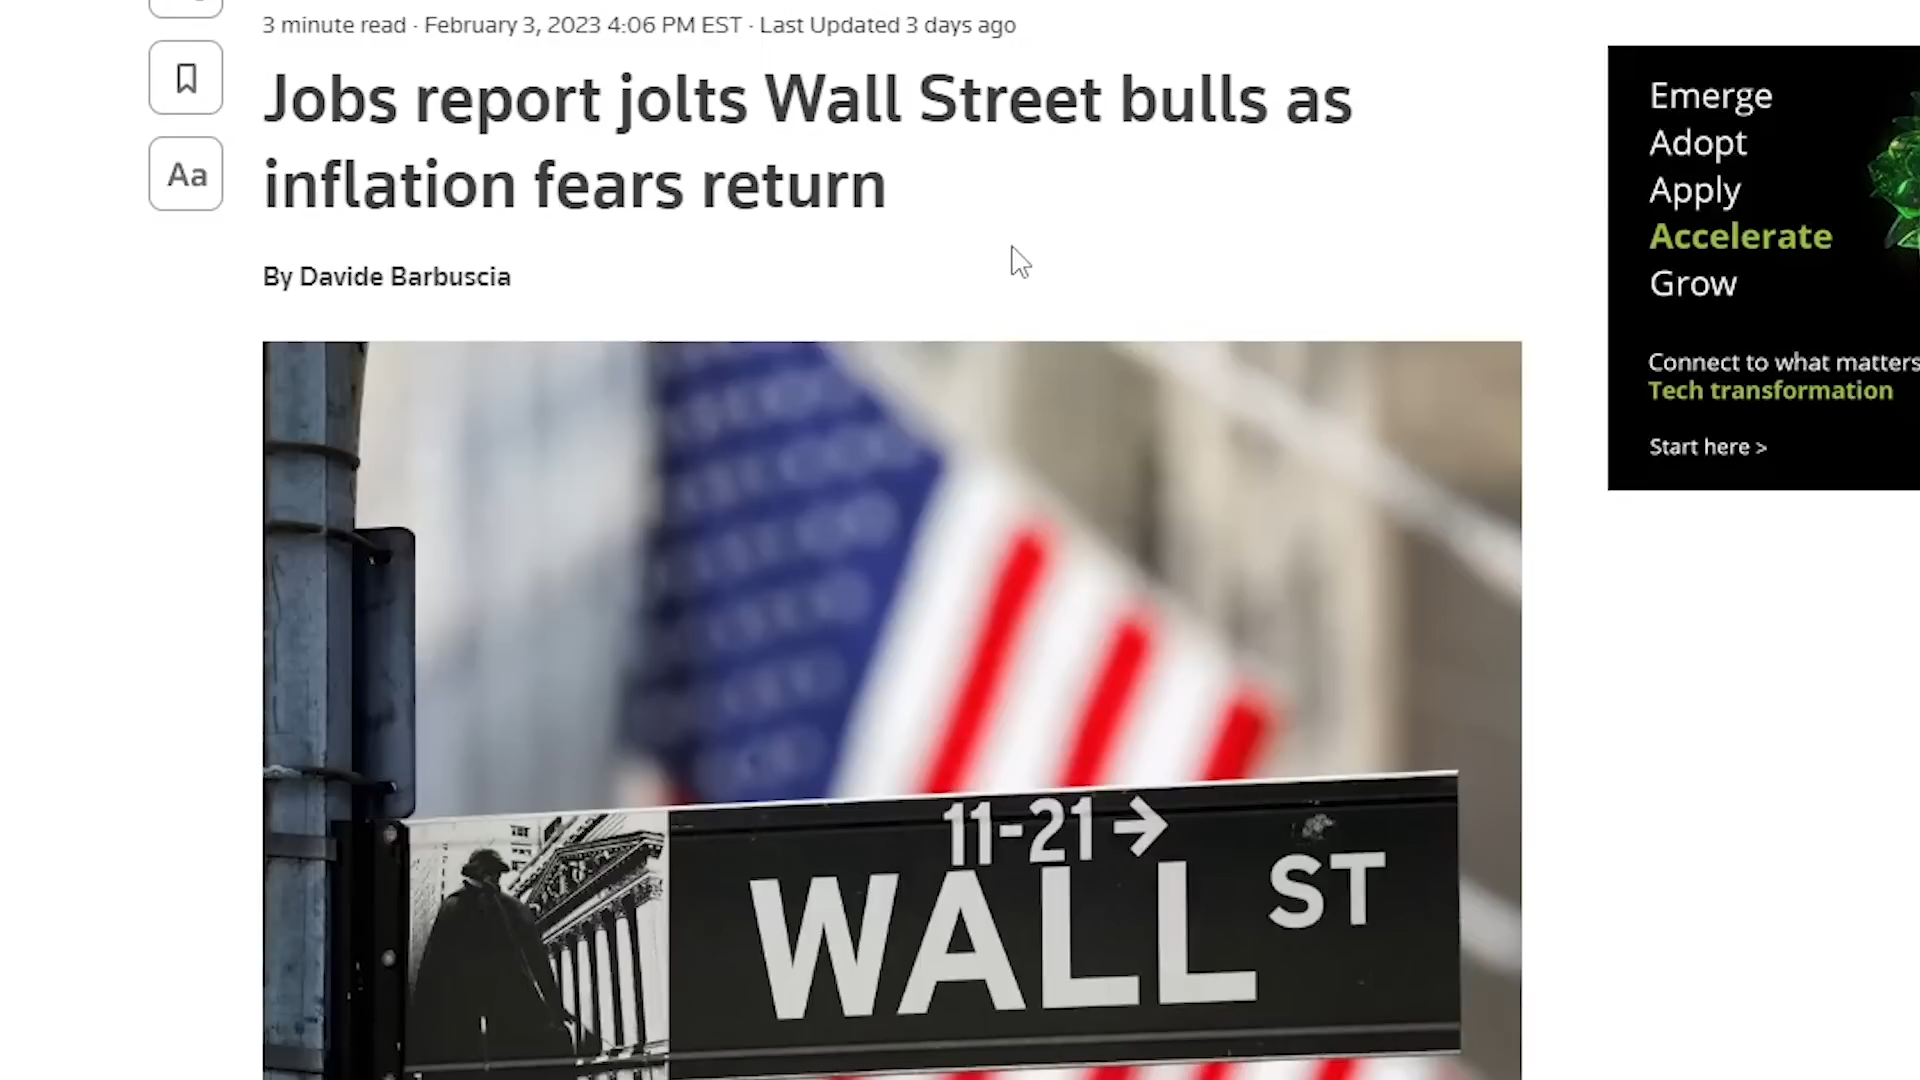 3 minute read · February 3, 2023 4:06 PM EST · Last Updated 3 days ago
Jobs report jolts Wall Street bulls as
inflation fears return
Aa
By Davide Barbuscia
Emerge
Adopt
Apply
Accelerate
Grow
Connect to what matters
Tech transformation
Start here >
11-21→
WALL ST